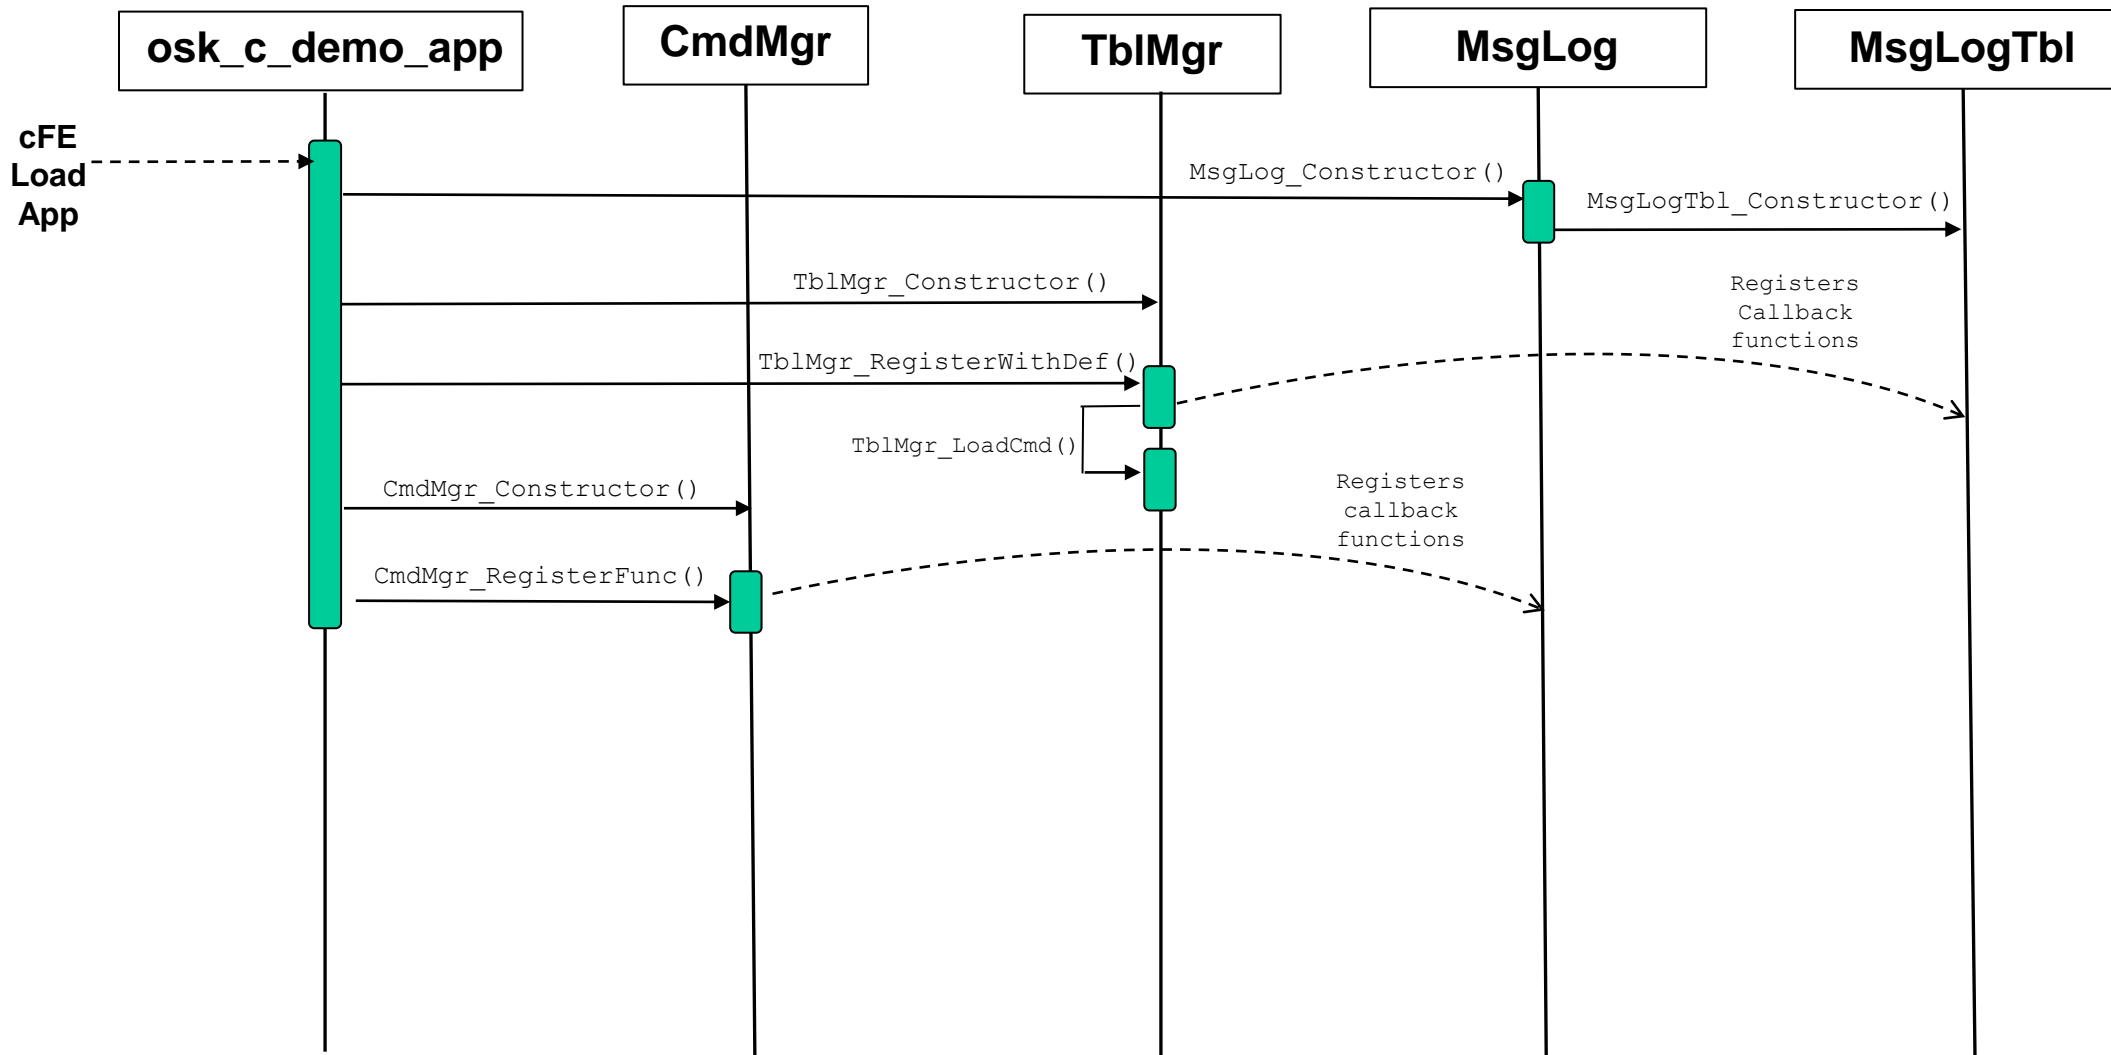 osk_c_demo_app
CmdMgr
TblMgr
MsgLog
MsgLogTbl
cFE
Load
App
MsgLog_Constructor()
MsgLogTbl_Constructor()
TblMgr_Constructor()
Registers
Callback
functions
TblMgr_RegisterWithDef()
TblMgr_LoadCmd()
CmdMgr_Constructor()
Registers
callback
functions
CmdMgr_RegisterFunc()